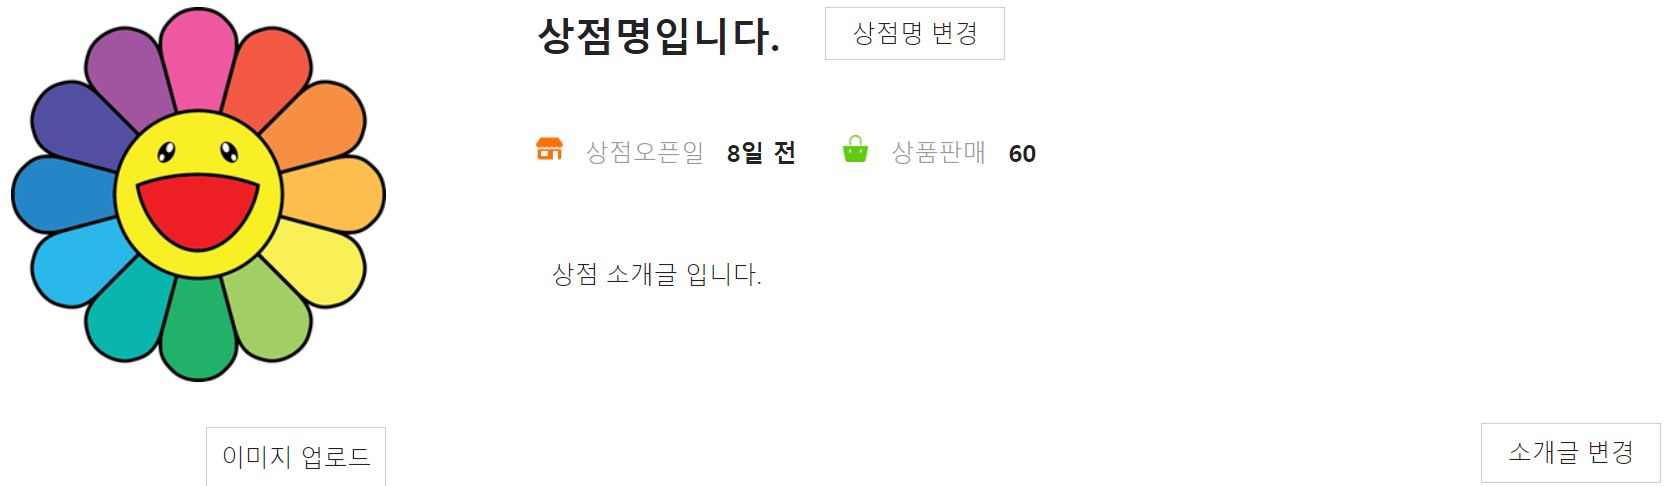 상점명입니다. 상점명 변경
상점오픈일 8일 전 상품판매 60
상점 소개글 입니다.
이미지 업로드 소개글 변경